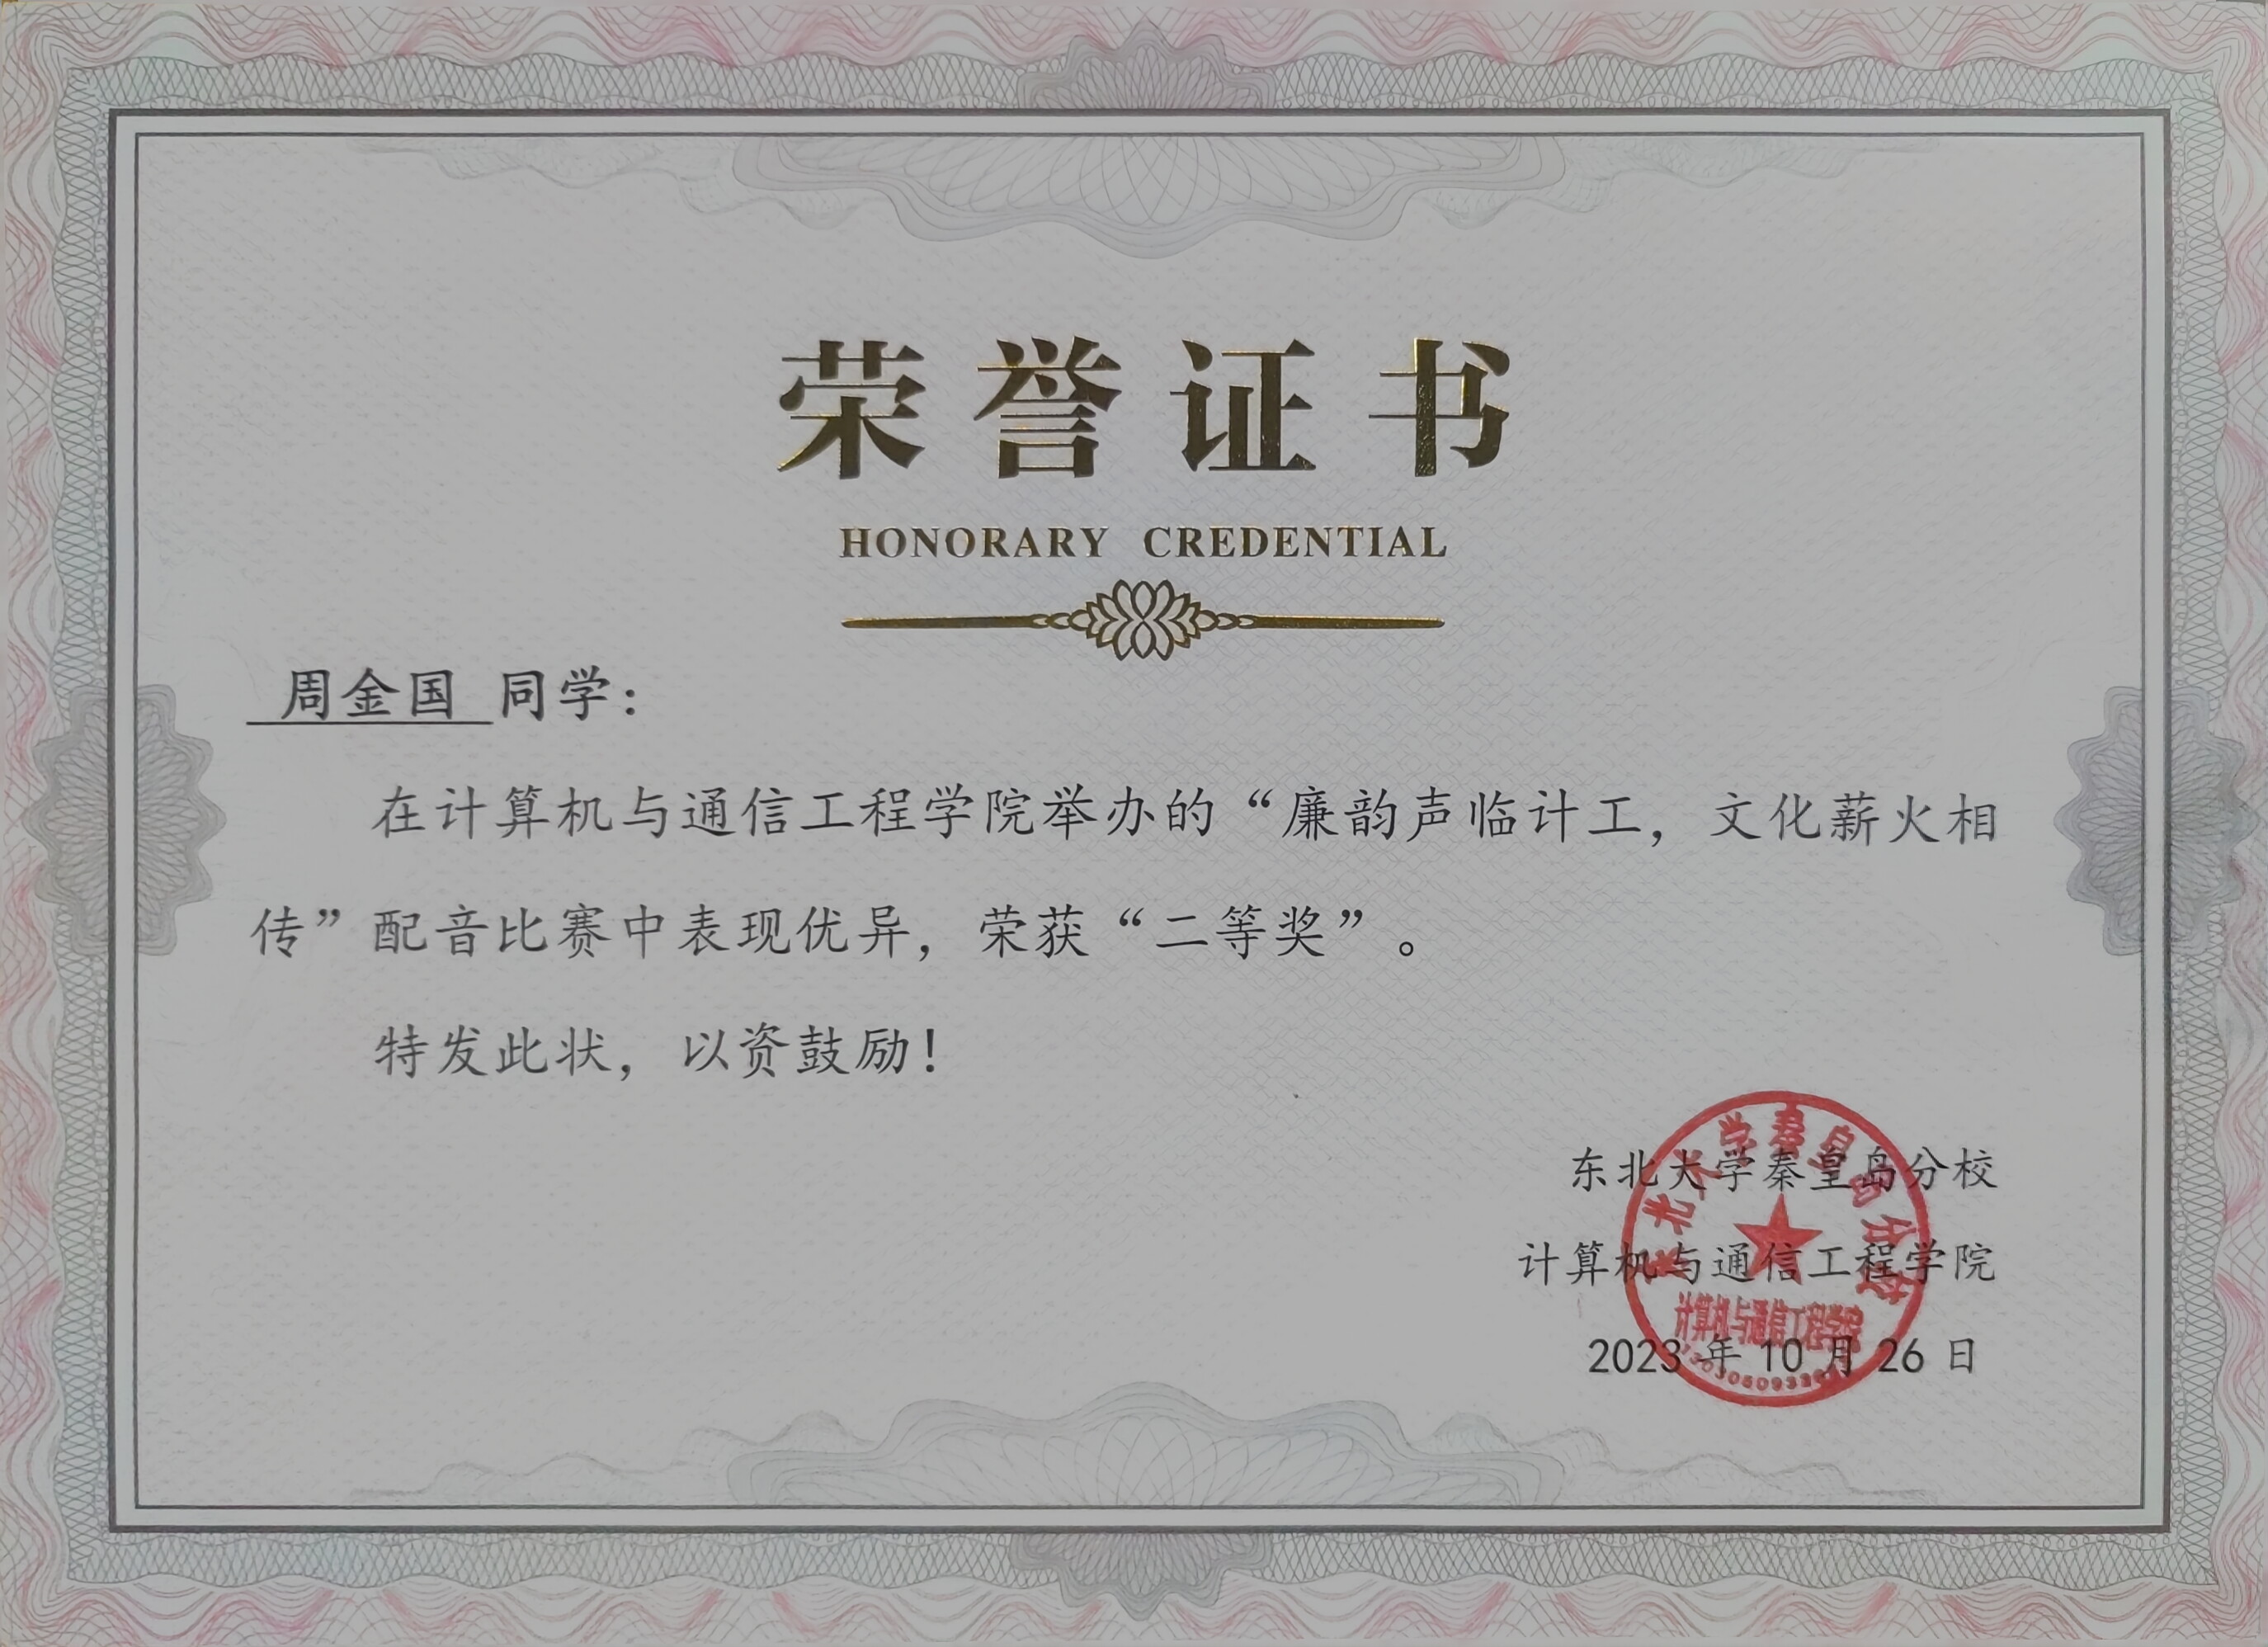 荣誉证书
HONORARY CREDENTIAL
周金国 同学：
在计算机与通信工程学院举办的“廉韵声临计工，文化薪火相
传”配音比赛中表现优异，荣获“二等奖”。
特发此状，以资鼓励！
东北大学秦皇岛分校
计算机与通信工程学院
2023 年 10 月 26 日
东北大学秦皇岛分校
计算机与通信工程学院